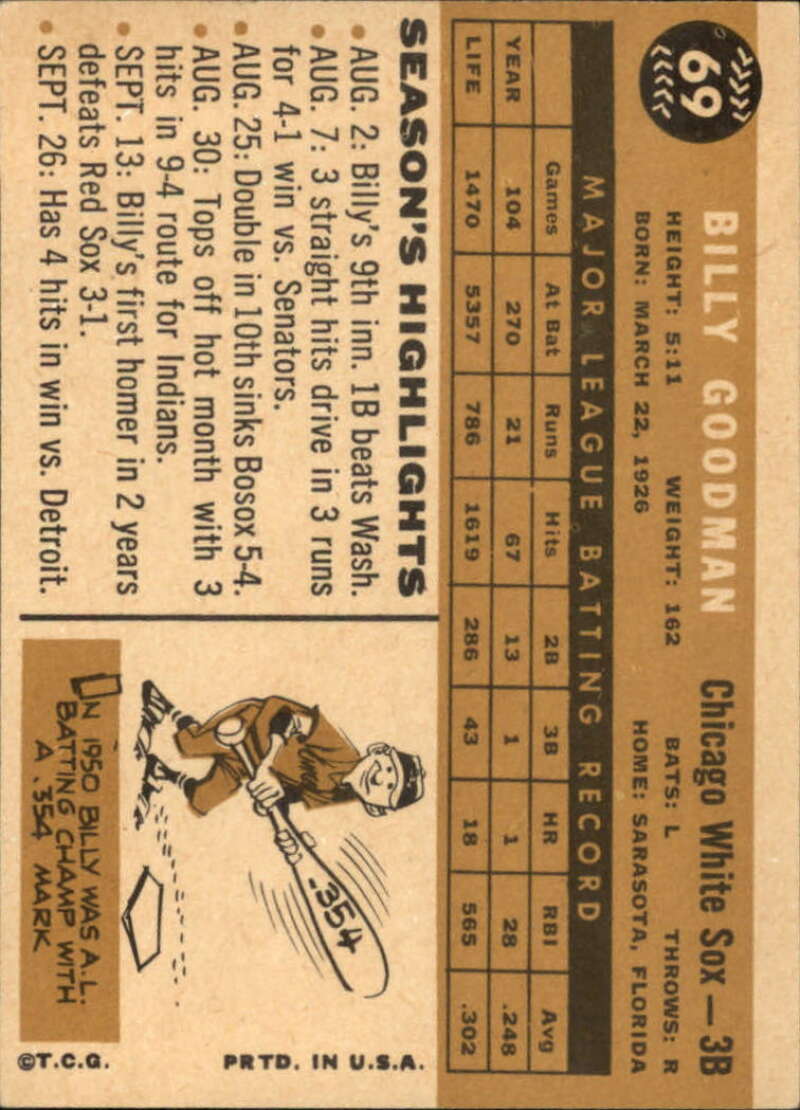 69
BILLY GOODMAN Chicago White Sox — 3B
HEIGHT: 5:11 WEIGHT: 162 BATS: L THROWS: R
BORN: MARCH 22, 1926 HOME: SARASOTA, FLORIDA
MAJOR LEAGUE BATTING RECORD
Games At Bat Runs Hits 2B 3B HR RBI Avg
YEAR 104 270 21 67 13 1 1 28 .248
LIFE 1470 5357 786 1619 286 43 18 565 .302
SEASON'S HIGHLIGHTS
• AUG. 2: Billy's 9th inn. 1B beats Wash.
• AUG. 7: 3 straight hits drive in 3 runs
for 4-1 win vs. Senators.
• AUG. 25: Double in 10th sinks Bosox 5-4.
• AUG. 30: Tops off hot month with 3
hits in 9-4 route for Indians.
• SEPT. 13: Billy's first homer in 2 years
defeats Red Sox 3-1.
• SEPT. 26: Has 4 hits in win vs. Detroit.
.354
IN 1950 BILLY WAS A.L.
BATTING CHAMP WITH
A .354 MARK
©T.C.G. PRTD. IN U.S.A.